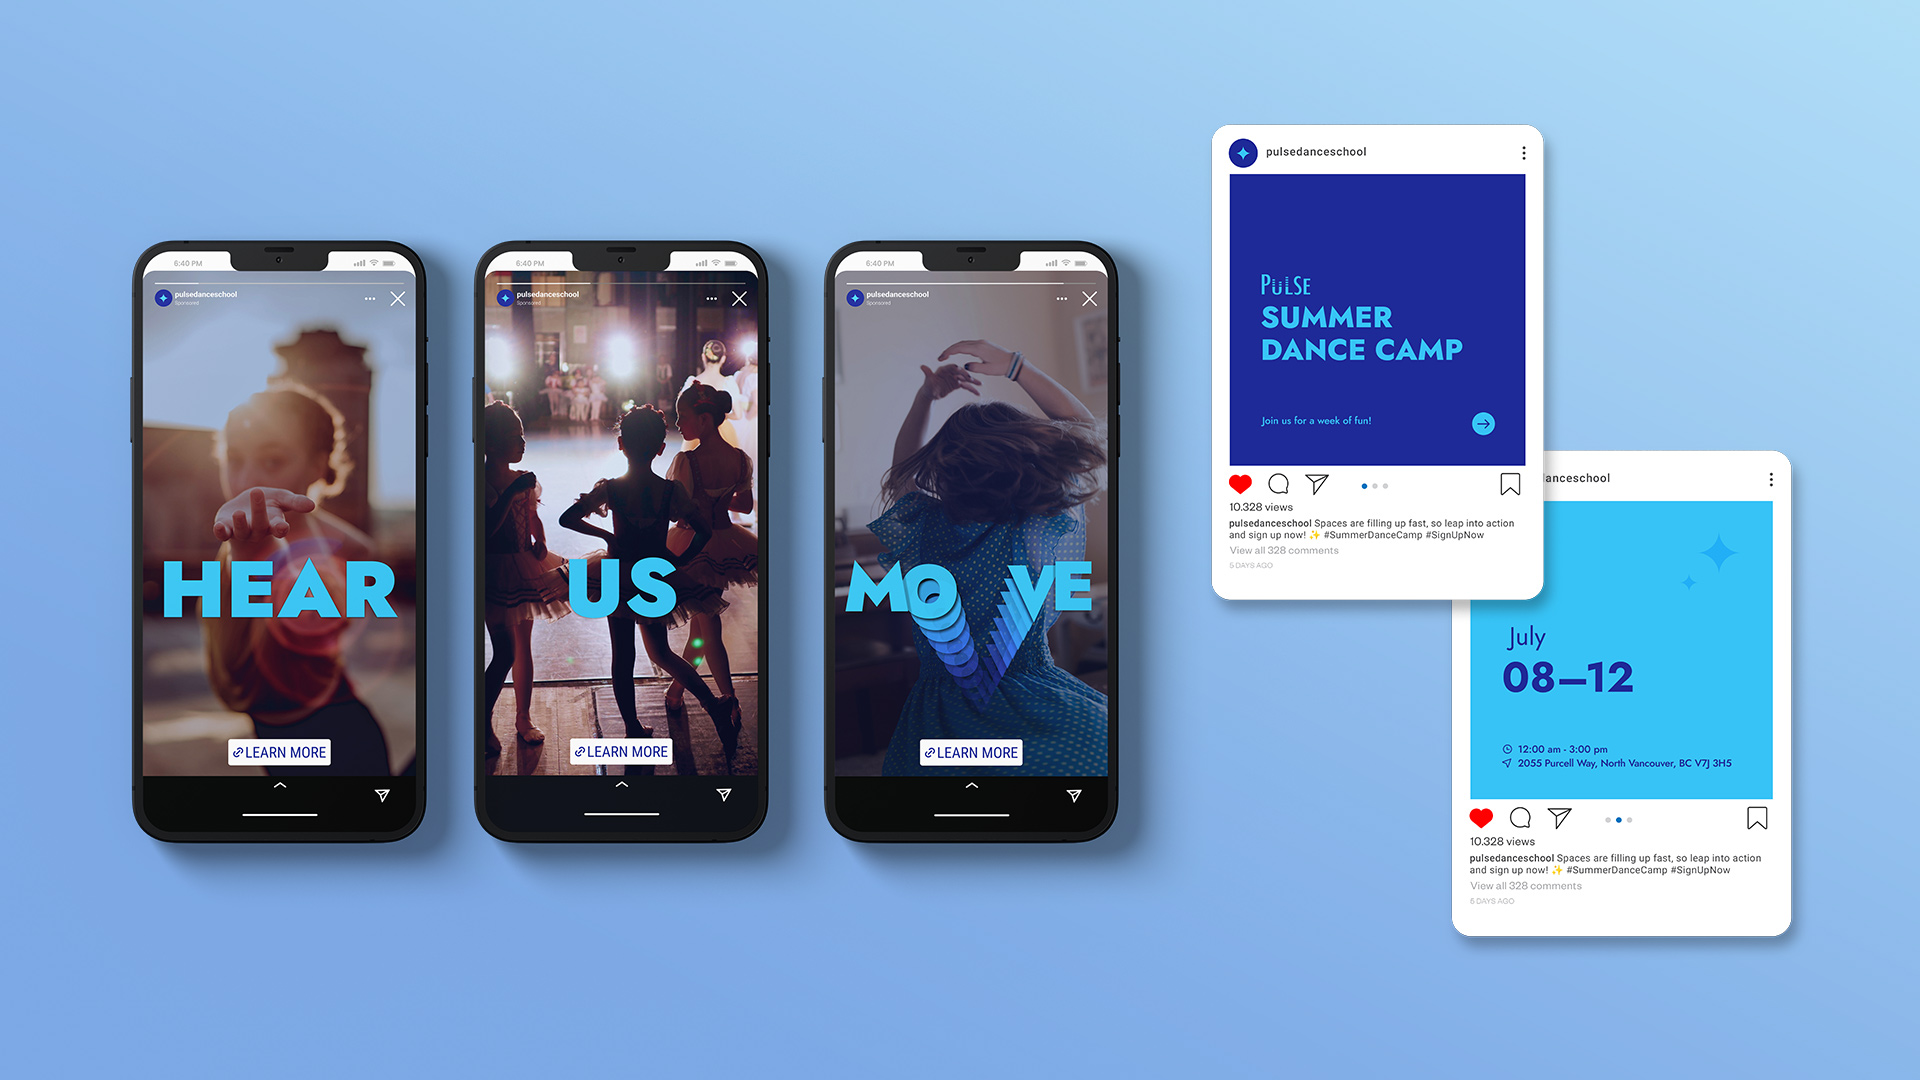 6:40 PM
pulsedanceschool
Sponsored
HEAR
LEARN MORE
6:40 PM
pulsedanceschool
Sponsored
US
LEARN MORE
6:40 PM
pulsedanceschool
Sponsored
MOVE
LEARN MORE
pulsedanceschool
PULSE
SUMMER
DANCE CAMP
Join us for a week of fun!
10.328 views
pulsedanceschool Spaces are filling up fast, so leap into action
and sign up now! ✨ #SummerDanceCamp #SignUpNow
View all 328 comments
5 DAYS AGO
danceschool
July
08—12
12:00 am - 3:00 pm
2055 Purcell Way, North Vancouver, BC V7J 3H5
10.328 views
pulsedanceschool Spaces are filling up fast, so leap into action
and sign up now! ✨ #SummerDanceCamp #SignUpNow
View all 328 comments
5 DAYS AGO